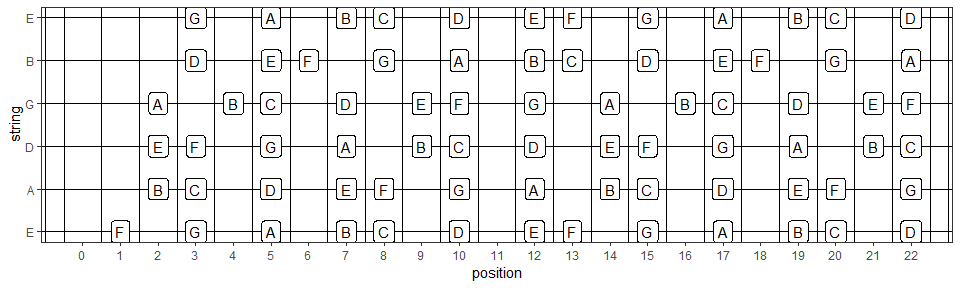 E G A B C D E F G A B C D
B D E F G A B C D E F G A
G A B C D E F G A B C D E F
D E F G A B C D E F G A B C
A B C D E F G A B C D E F G
E F G A B C D E F G A B C D
string
0 1 2 3 4 5 6 7 8 9 10 11 12 13 14 15 16 17 18 19 20 21 22
position